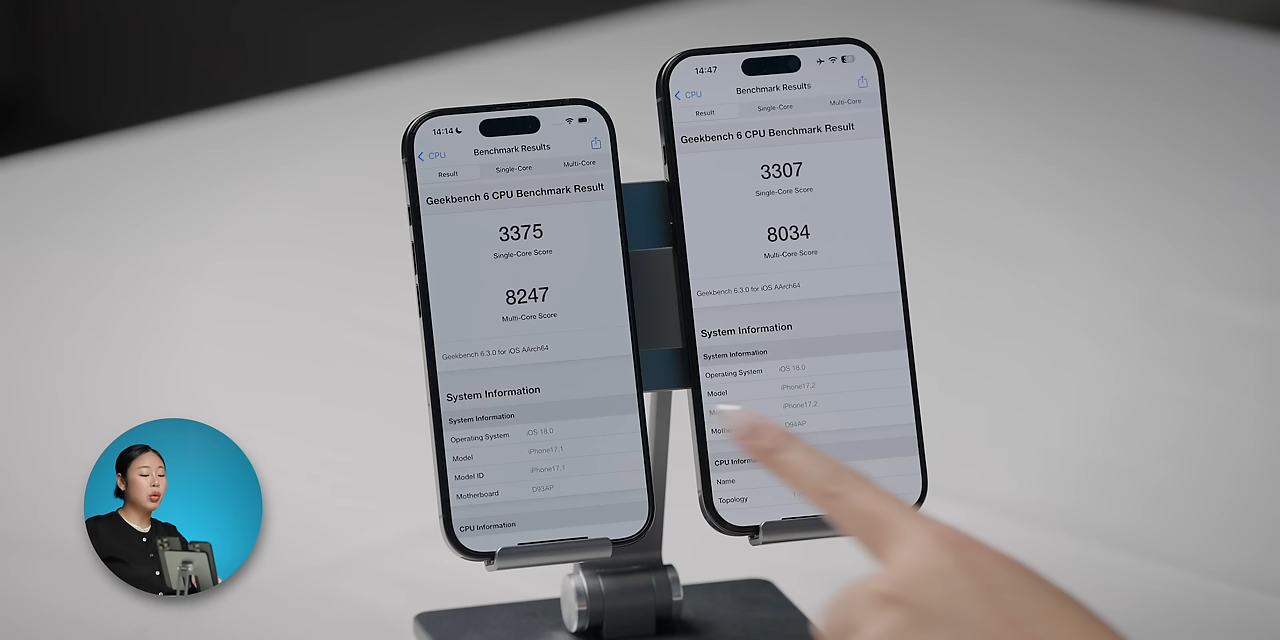 14:14
CPU
Benchmark Results
Result
Single-Core
Multi-Core
Geekbench 6 CPU Benchmark Result
3375
Single-Core Score
8247
Multi-Core Score
Geekbench 6.3.0 for iOS AArch64
System Information
System Information
Operating System iOS 18.0
Model iPhone17,1
Model ID iPhone17,1
Motherboard D93AP
CPU Information
14:47
CPU
Benchmark Results
Result
Single-Core
Multi-Core
Geekbench 6 CPU Benchmark Result
3307
Single-Core Score
8034
Multi-Core Score
Geekbench 6.3.0 for iOS AArch64
System Information
System Information
Operating System iOS 18.0
Model iPhone17,2
iPhone17,2
D94AP
CPU
Name
Topology